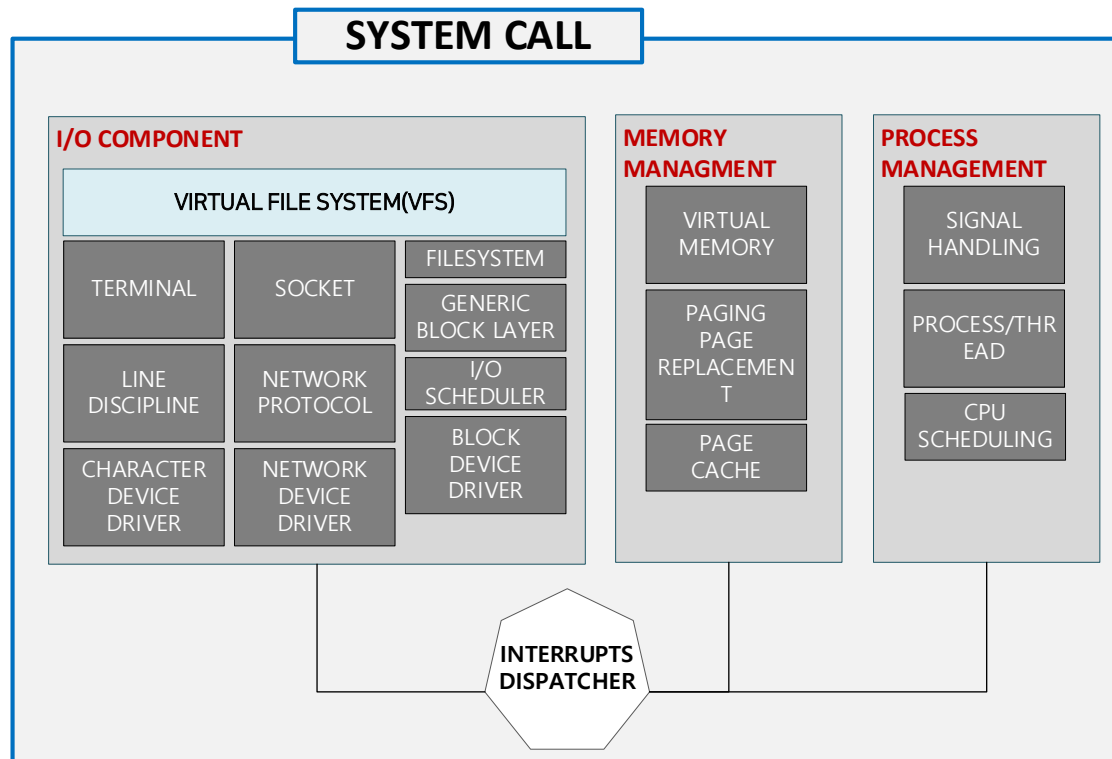 SYSTEM CALL
I/O COMPONENT
VIRTUAL FILE SYSTEM(VFS)
TERMINAL
SOCKET
FILESYSTEM
GENERIC
BLOCK LAYER
LINE
DISCIPLINE
NETWORK
PROTOCOL
I/O
SCHEDULER
CHARACTER
DEVICE
DRIVER
NETWORK
DEVICE
DRIVER
BLOCK
DEVICE
DRIVER
MEMORY
MANAGMENT
VIRTUAL
MEMORY
PAGING
PAGE
REPLACEMEN
T
PAGE
CACHE
PROCESS
MANAGEMENT
SIGNAL
HANDLING
PROCESS/THR
EAD
CPU
SCHEDULING
INTERRUPTS
DISPATCHER